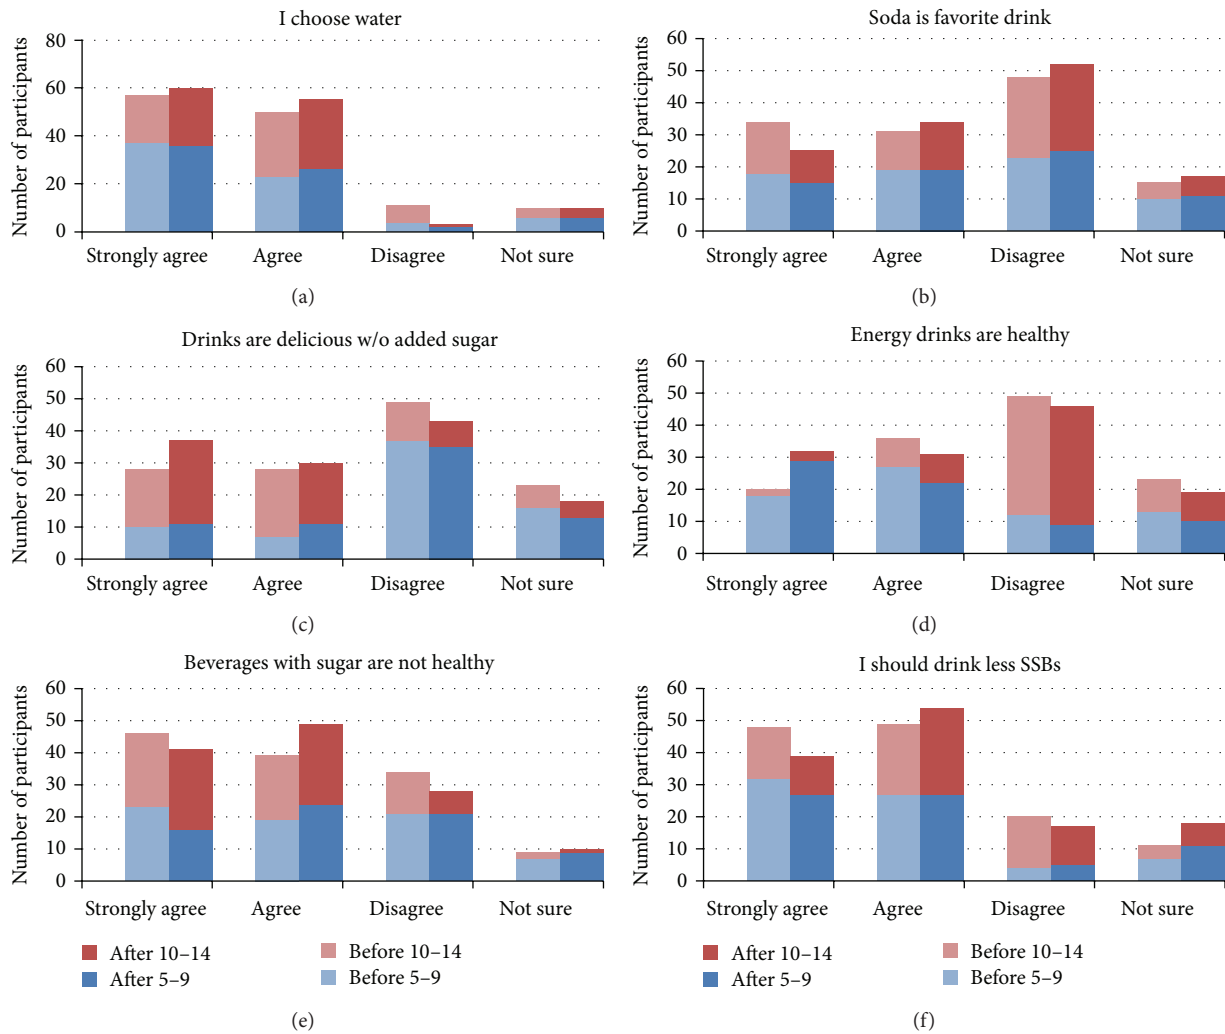 I choose water
Number of participants
80
60
40
20
0
Strongly agree Agree Disagree Not sure
(a)
Soda is favorite drink
Number of participants
60
50
40
30
20
10
0
Strongly agree Agree Disagree Not sure
(b)
Drinks are delicious w/o added sugar
Number of participants
60
50
40
30
20
10
0
Strongly agree Agree Disagree Not sure
(c)
Energy drinks are healthy
Number of participants
60
50
40
30
20
10
0
Strongly agree Agree Disagree Not sure
(d)
Beverages with sugar are not healthy
Number of participants
60
50
40
30
20
10
0
Strongly agree Agree Disagree Not sure
After 10–14 Before 10–14
After 5–9 Before 5–9
(e)
I should drink less SSBs
Number of participants
60
50
40
30
20
10
0
Strongly agree Agree Disagree Not sure
After 10–14 Before 10–14
After 5–9 Before 5–9
(f)